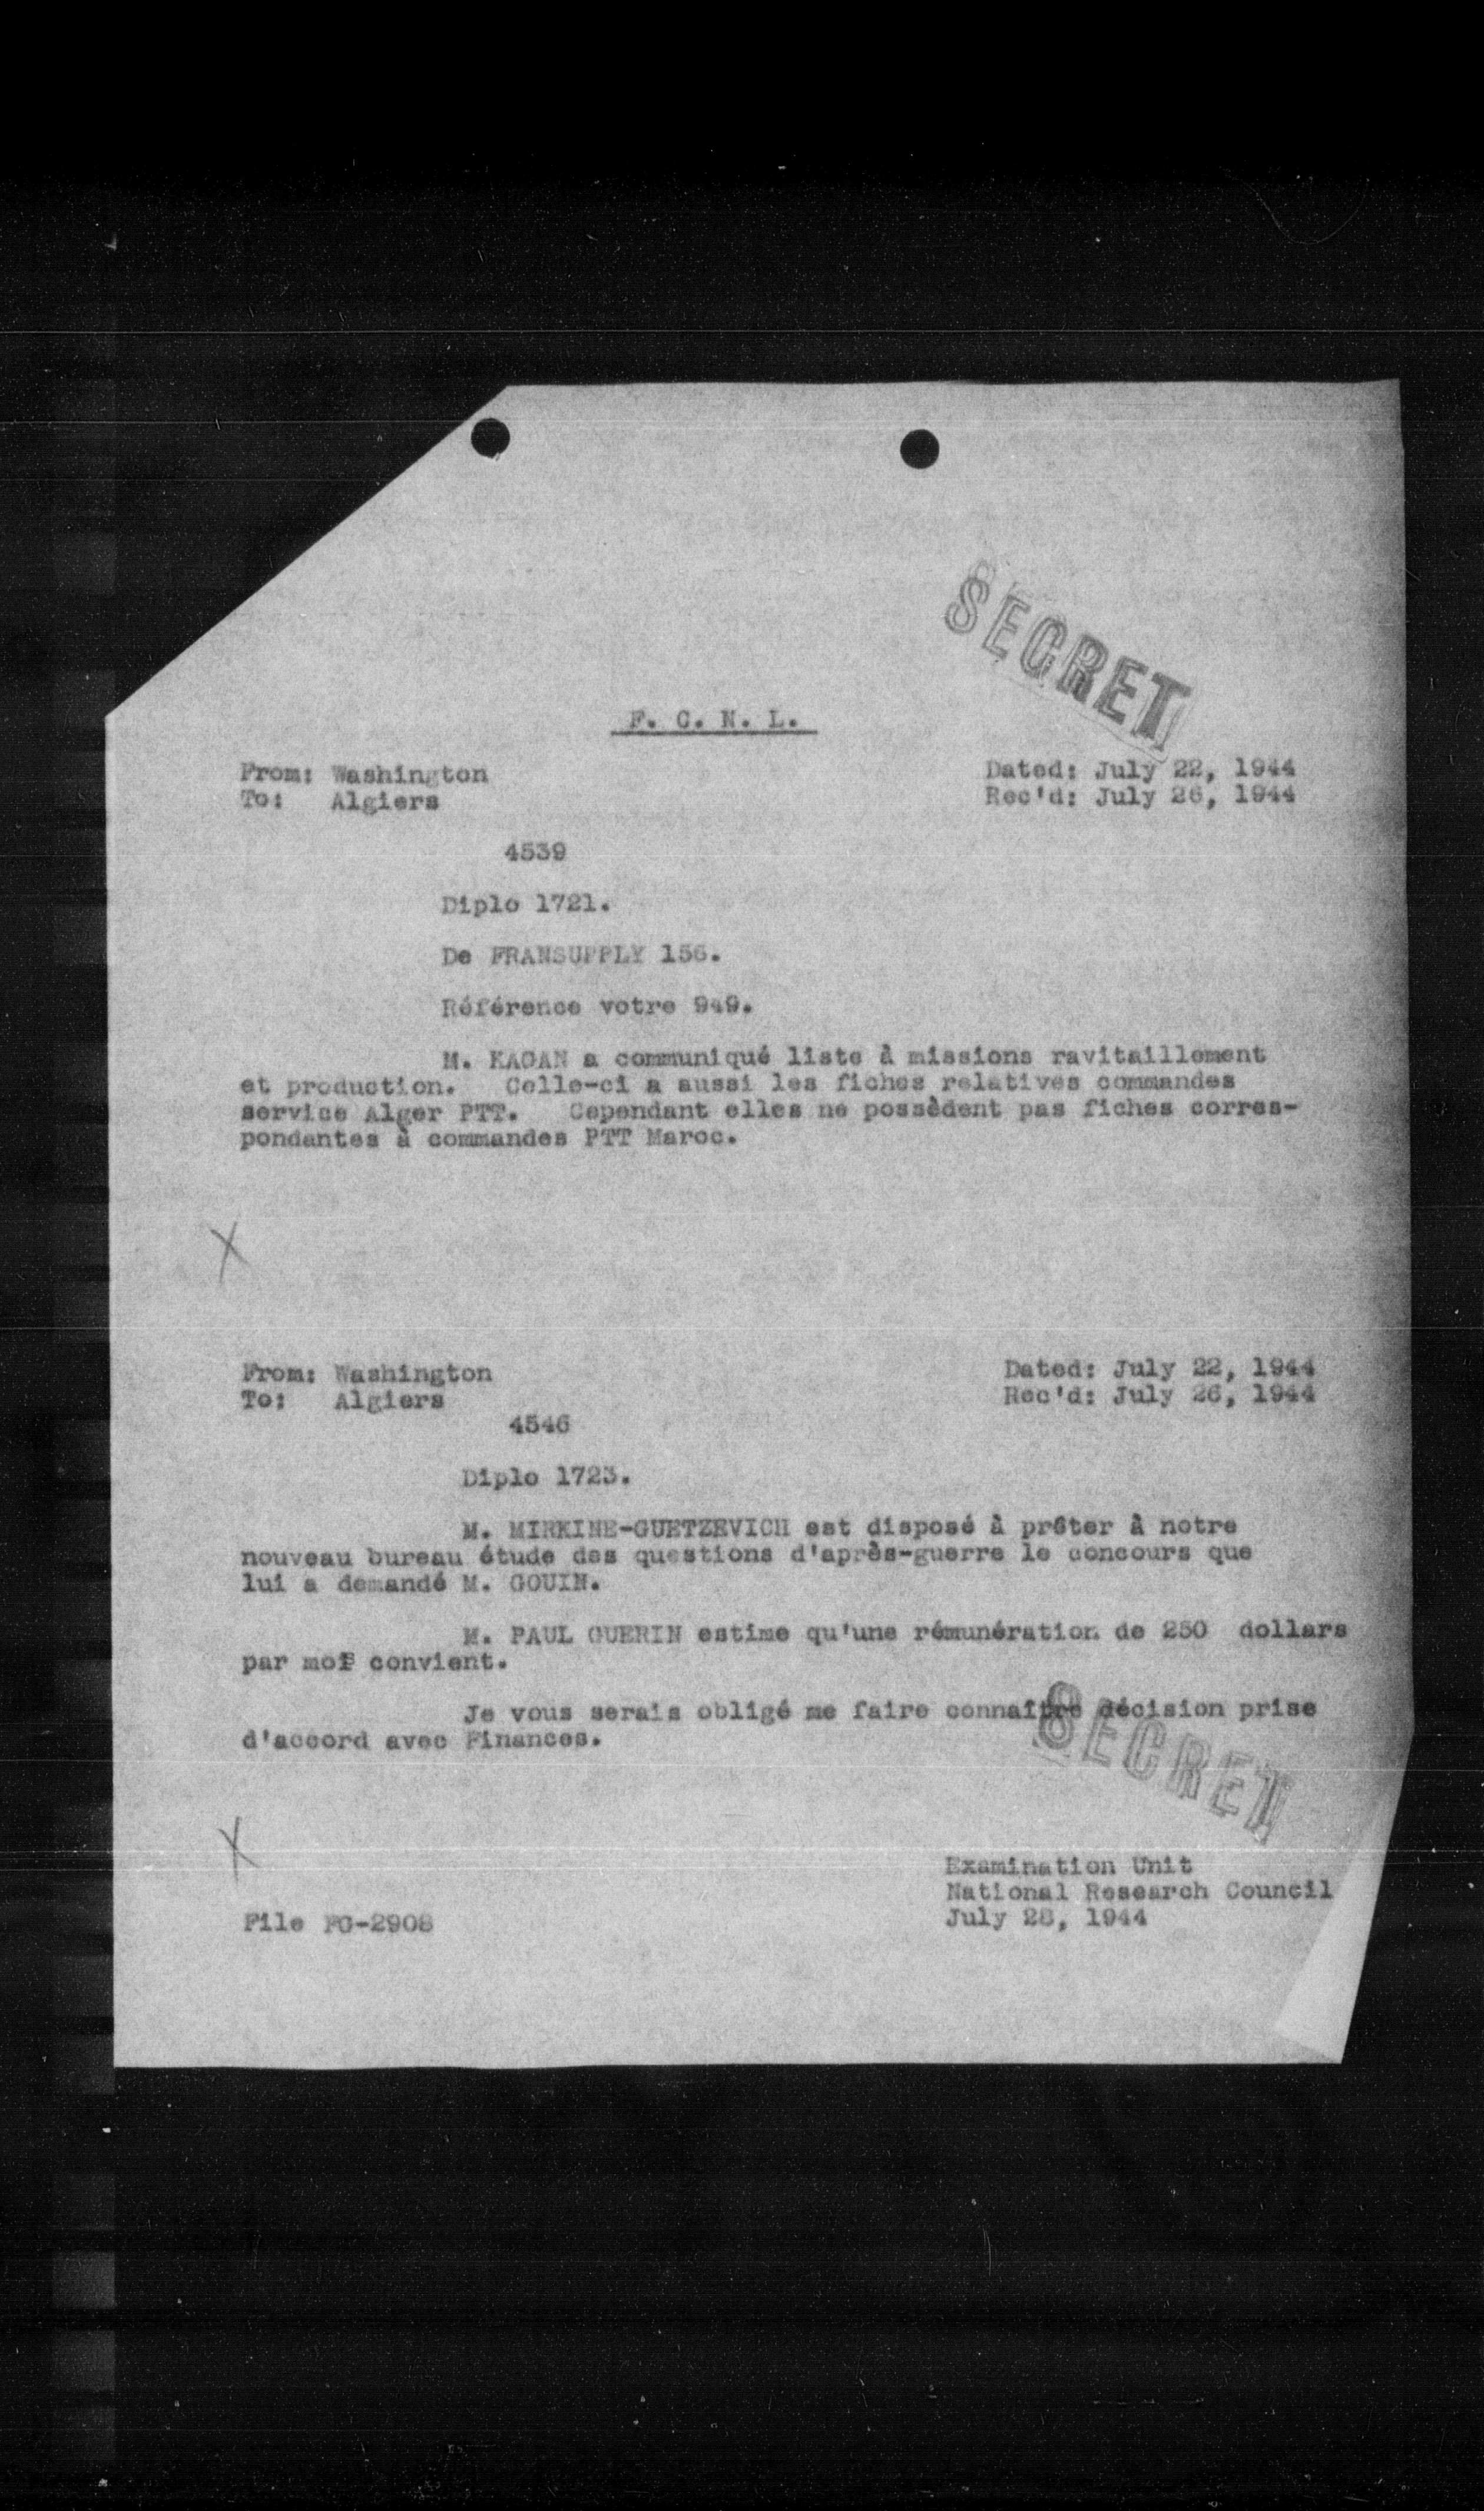 SECRET
F. C. N. L.
From: Washington
Dated: July 22, 1944
To: Algiers
Rec'd: July 26, 1944
4539
Diplo 1721.
De FRANSUPPLY 156.
Référence votre 949.
M. KAGAN a communiqué liste à missions ravitaillement
et production. Celle-ci a aussi les fiches relatives commandes
service Alger PTT. Cependant elles ne possèdent pas fiches corres-
pondantes à commandes PTT Maroc.
X
From: Washington
Dated: July 22, 1944
To: Algiers
Rec'd: July 26, 1944
4546
Diplo 1723.
M. MIRKINE-GUETZEVICH est disposé à prêter à notre
nouveau bureau étude des questions d'après-guerre le concours que
lui a demandé M. GOUIN.
M. PAUL GUERIN estime qu'une rémunération de 250 dollars
par mois convient.
Je vous serais obligé me faire connaître décision prise
d'accord avec Finances.
SECRET
X
Examination Unit
National Research Council
File FG-2908
July 28, 1944